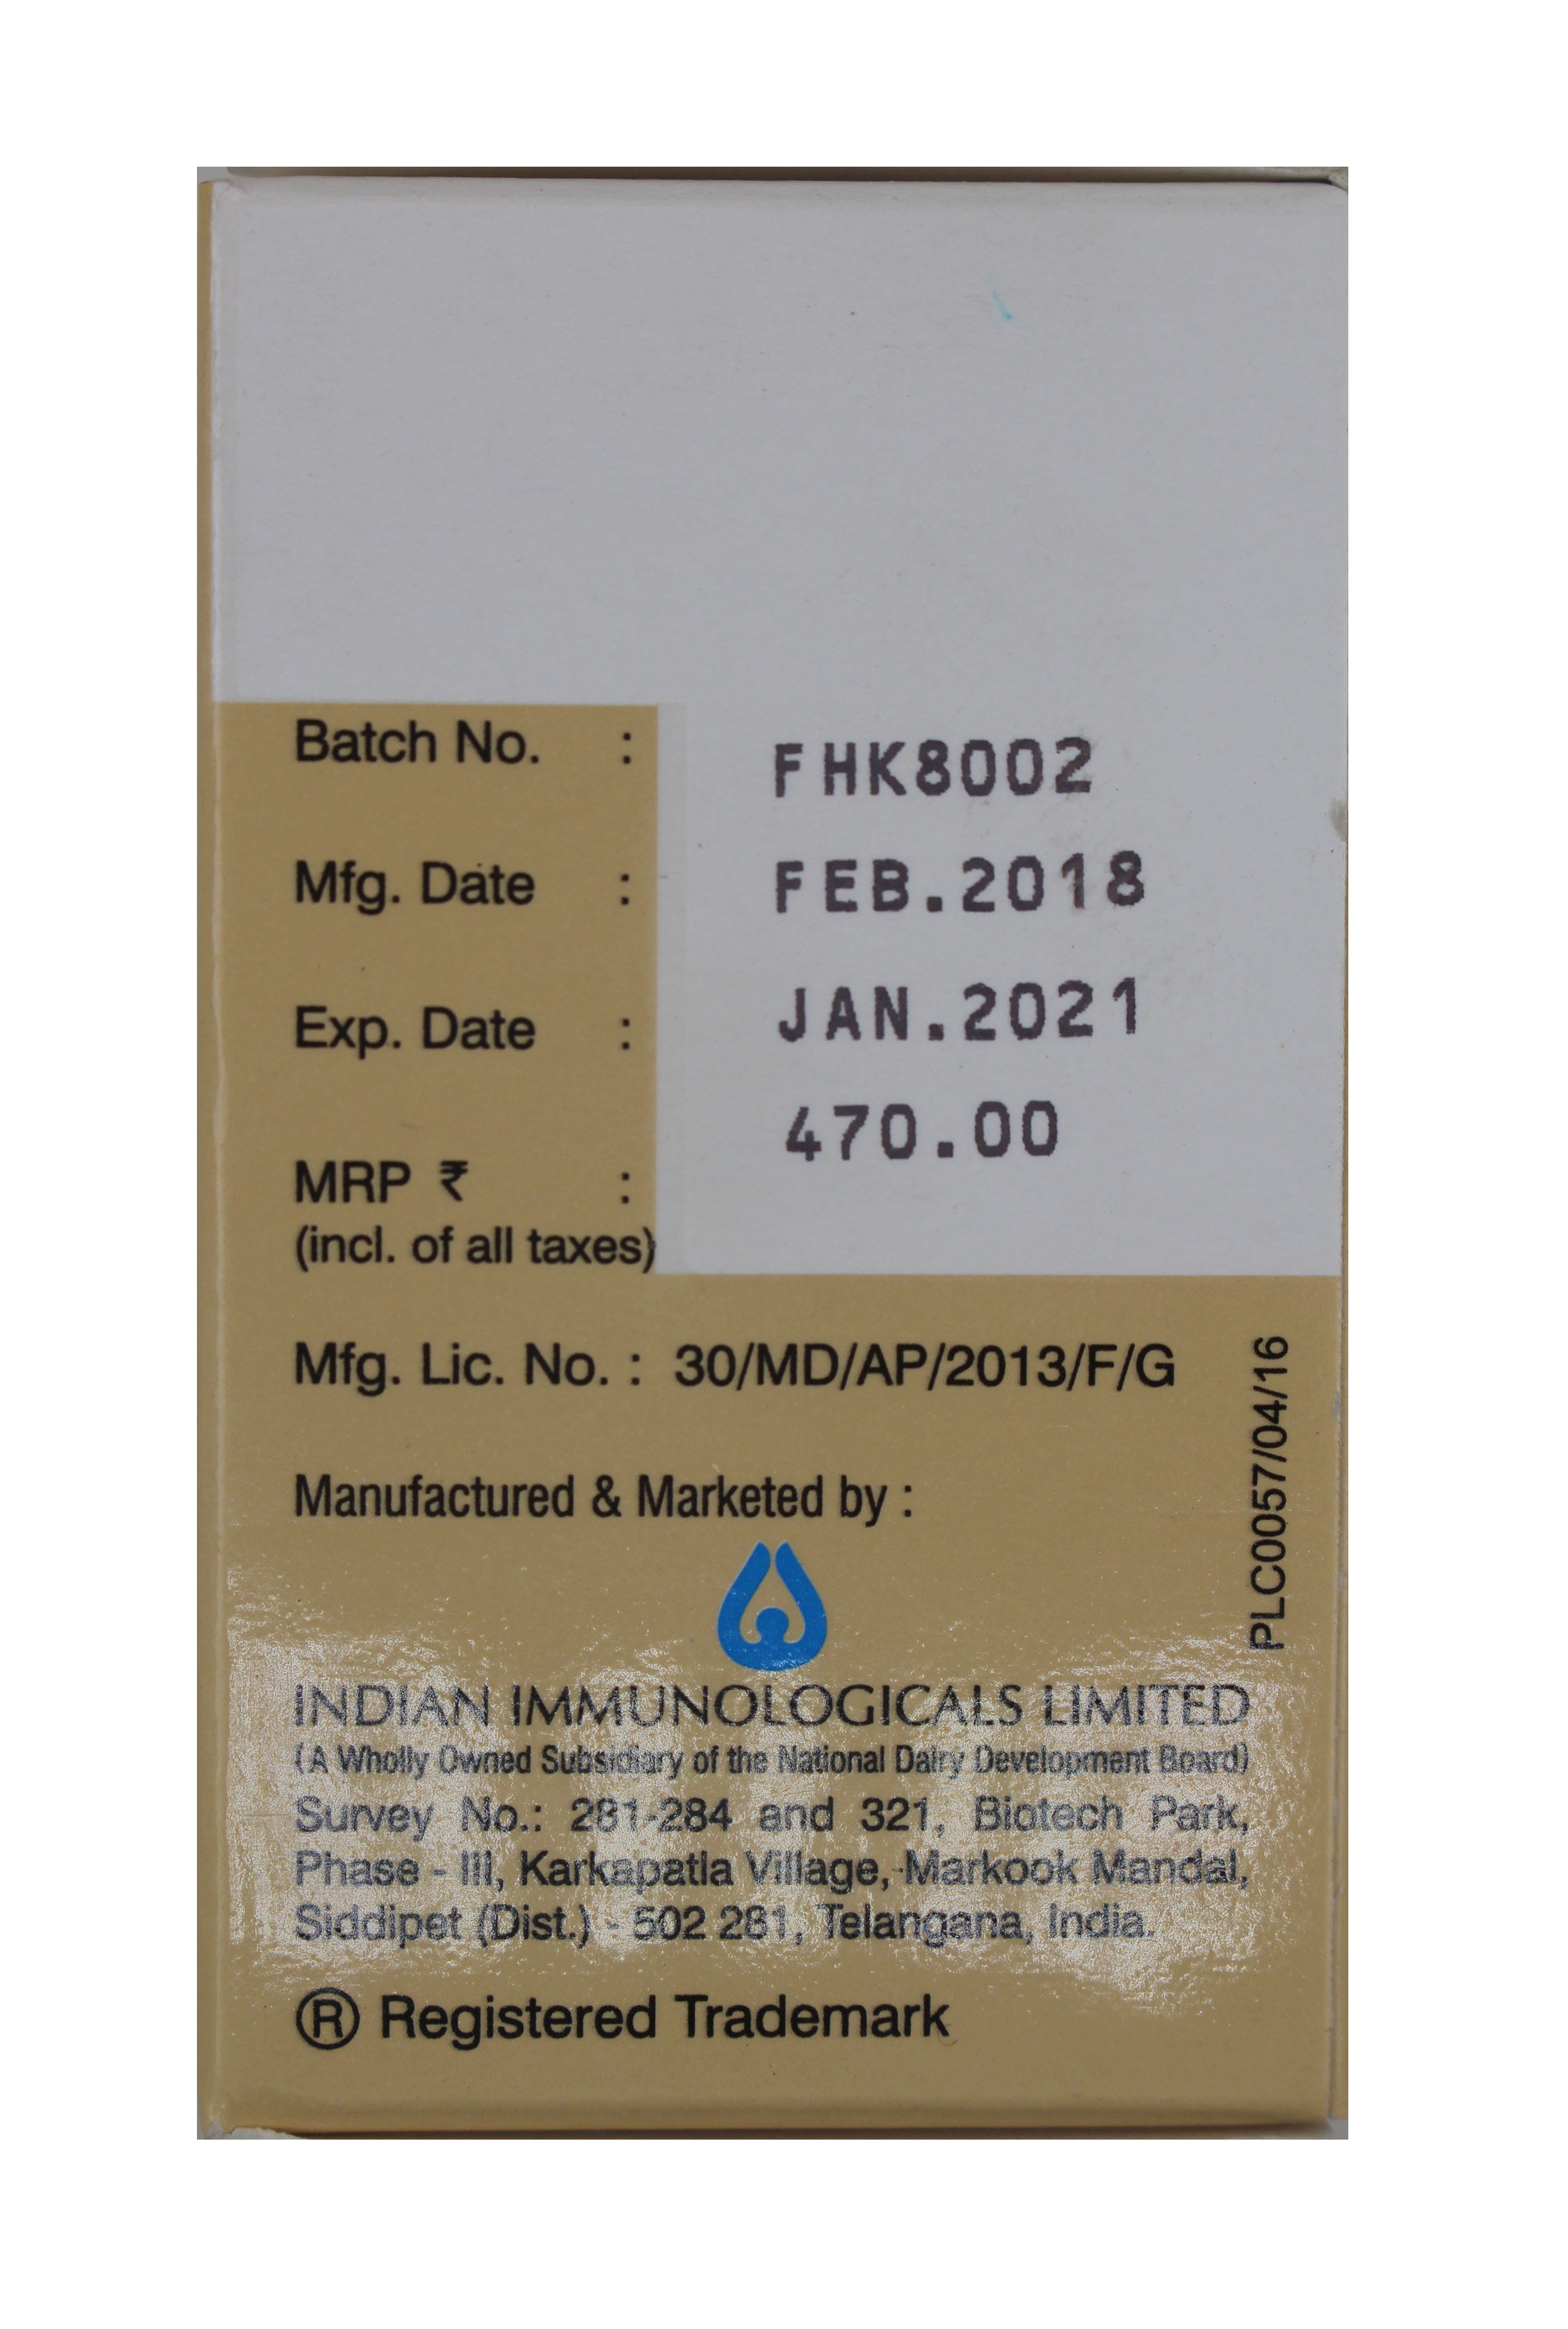 Batch No. : FHK8002
Mfg. Date : FEB.2018
Exp. Date : JAN.2021
MRP ₹ : 470.00
(incl. of all taxes)
Mfg. Lic. No. : 30/MD/AP/2013/F/G
PLC0057/04/16
Manufactured & Marketed by :
INDIAN IMMUNOLOGICALS LIMITED
(A Wholly Owned Subsidiary of the National Dairy Development Board)
Survey No.: 281-284 and 321, Biotech Park,
Phase - III, Karkapatla Village, Markook Mandal,
Siddipet (Dist.) - 502 281, Telangana, India.
® Registered Trademark